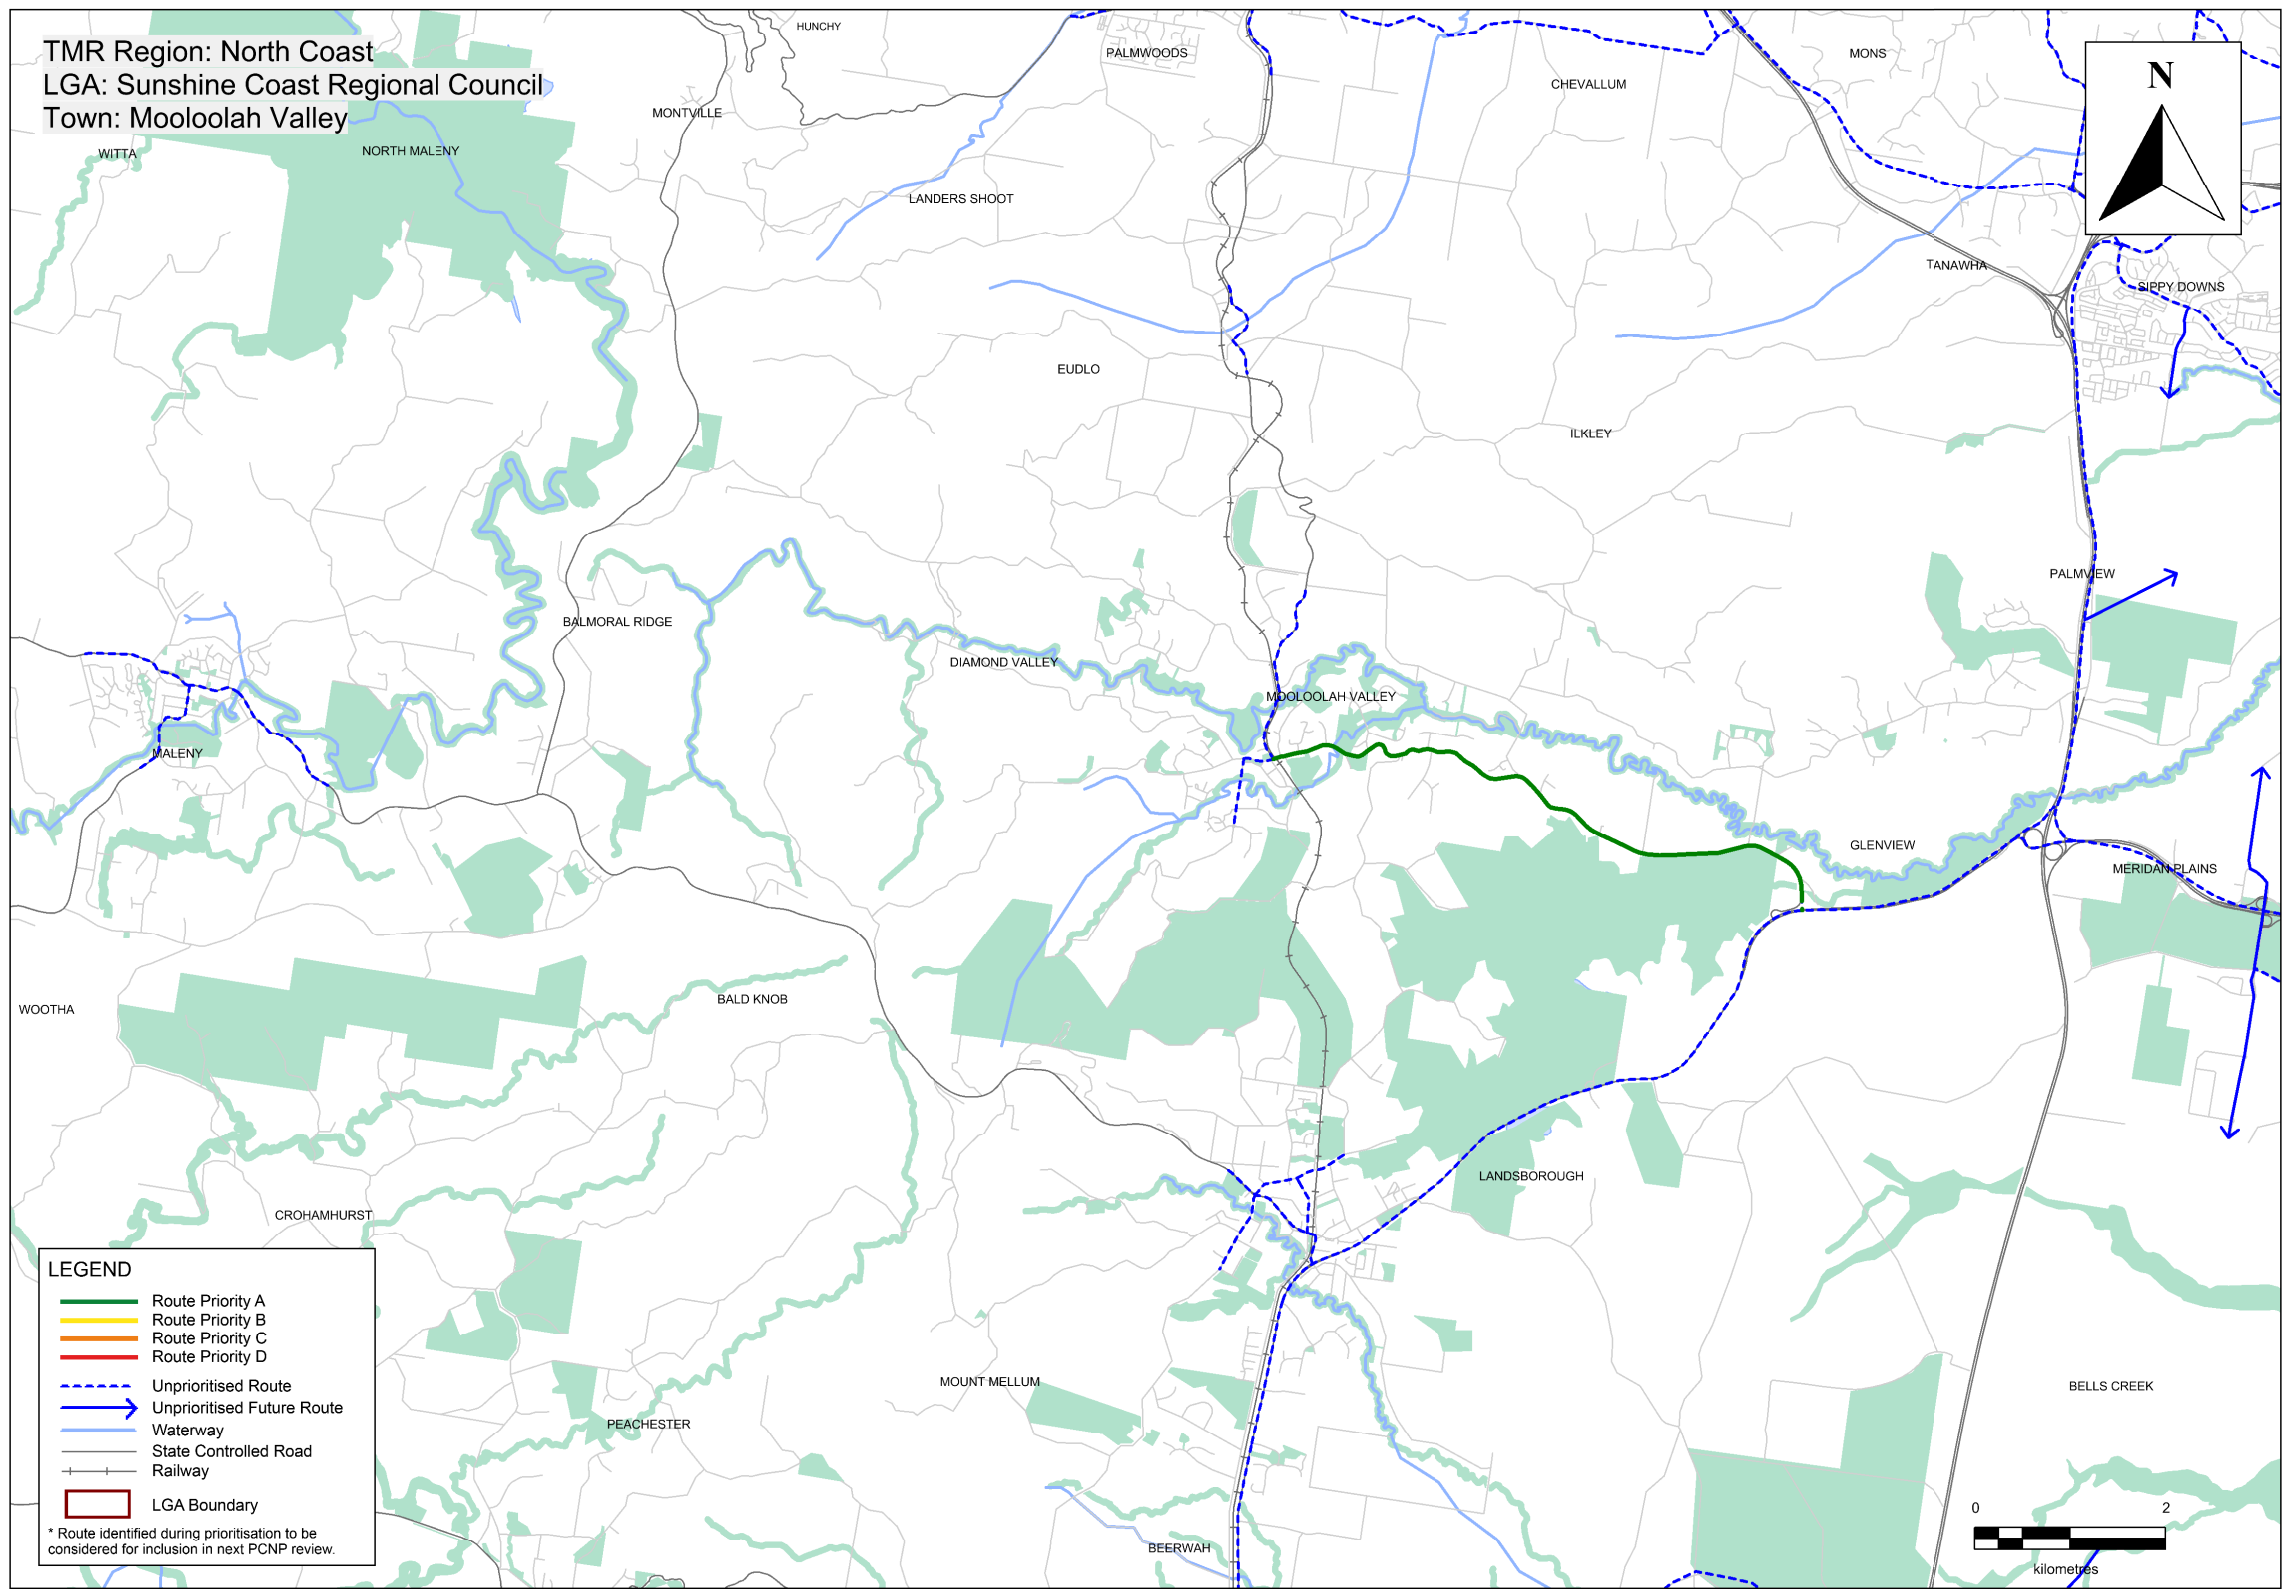 TMR Region: North Coast
LGA: Sunshine Coast Regional Council
Town: Mooloolah Valley
HUNCHY
PALMWOODS
MONS
CHEVALLUM
N
MONTVILLE
WITTA
NORTH MALENY
LANDERS SHOOT
TANAWHA
SIPPY DOWNS
EUDLO
ILKLEY
PALMVIEW
BALMORAL RIDGE
DIAMOND VALLEY
MOOLOOLAH VALLEY
MALENY
GLENVIEW
MERIDAN PLAINS
BALD KNOB
WOOTHA
LANDSBOROUGH
CROHAMHURST
MOUNT MELLUM
BELLS CREEK
PEACHESTER
BEERWAH
LEGEND
Route Priority A
Route Priority B
Route Priority C
Route Priority D
Unprioritised Route
Unprioritised Future Route
Waterway
State Controlled Road
Railway
LGA Boundary
* Route identified during prioritisation to be
considered for inclusion in next PCNP review.
0 2
kilometres